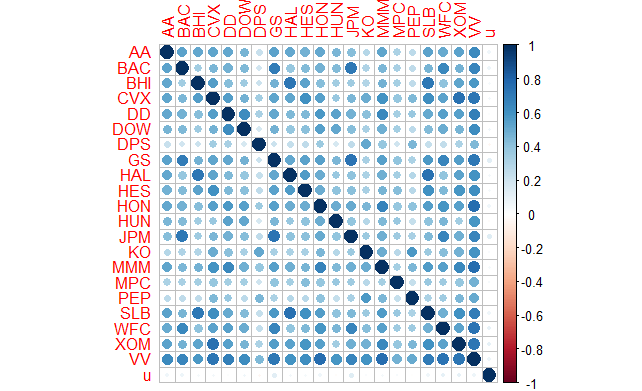 AA BAC BHI CVX DD DOW DPS GS HAL HES HON HUN JPM KO MMM MPC PEP SLB WFC XOM VV u
AA
BAC
BHI
CVX
DD
DOW
DPS
GS
HAL
HES
HON
HUN
JPM
KO
MMM
MPC
PEP
SLB
WFC
XOM
VV
u
1
0.8
0.6
0.4
0.2
0
-0.2
-0.4
-0.6
-0.8
-1